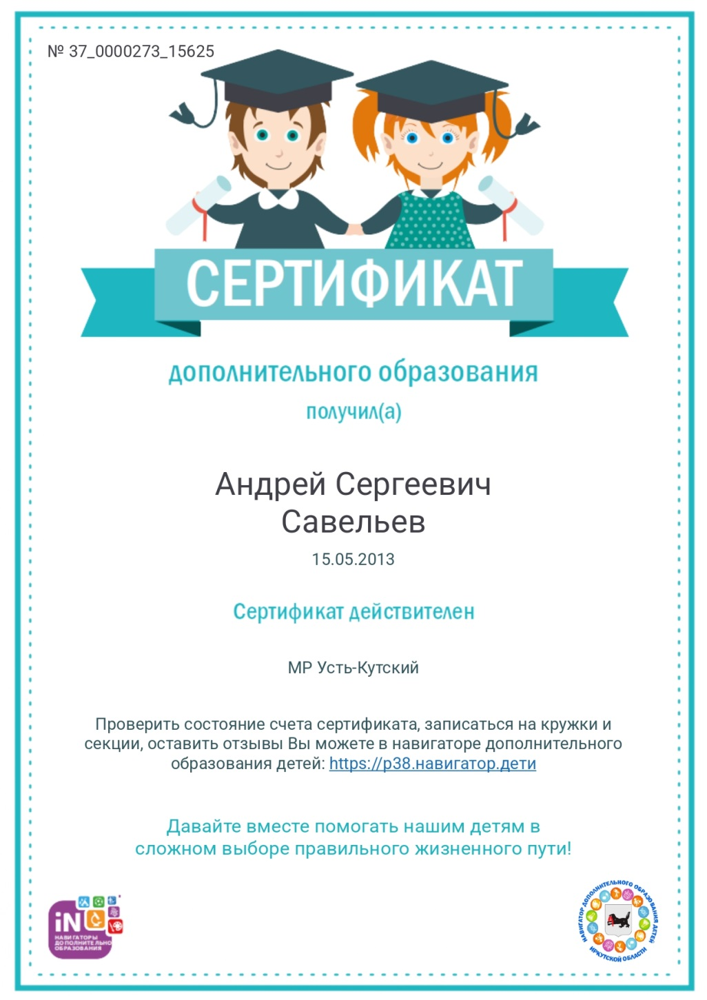 № 37_0000273_15625
СЕРТИФИКАТ
дополнительного образования
получил(а)
Андрей Сергеевич
Савельев
15.05.2013
Сертификат действителен
МР Усть-Кутский
Проверить состояние счета сертификата, записаться на кружки и
секции, оставить отзывы Вы можете в навигаторе дополнительного
образования детей: https://р38.навигатор.дети
Давайте вместе помогать нашим детям в
сложном выборе правильного жизненного пути!
iN
НАВИГАТОРЫ
ДОПОЛНИТЕЛЬНО
ОБРАЗОВАНИЯ
НАВИГАТОР ДОПОЛНИТЕЛЬНОГО ОБРАЗОВАНИЯ ДЕТЕЙ
ИРКУТСКОЙ ОБЛАСТИ